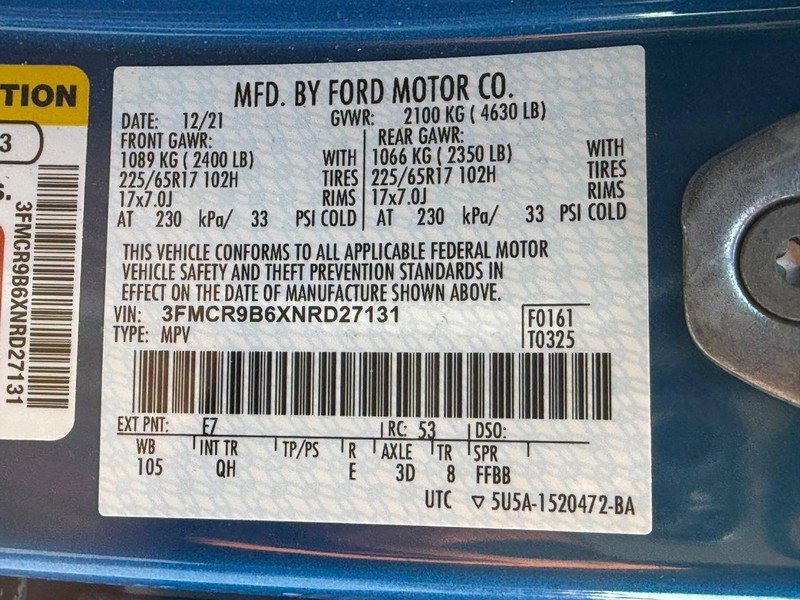 MFD. BY FORD MOTOR CO.
DATE: 12/21 GVWR: 2100 KG ( 4630 LB)
FRONT GAWR: REAR GAWR:
1089 KG (2400 LB) WITH 1066 KG ( 2350 LB) WITH
225/65R17 102H TIRES 225/65R17 102H TIRES
17x7.0J RIMS 17x7.0J RIMS
AT 230 kPa/ 33 PSI COLD AT 230 kPa/ 33 PSI COLD
THIS VEHICLE CONFORMS TO ALL APPLICABLE FEDERAL MOTOR
VEHICLE SAFETY AND THEFT PREVENTION STANDARDS IN
EFFECT ON THE DATE OF MANUFACTURE SHOWN ABOVE.
VIN: 3FMCR9B6XNRD27131 F0161
TYPE: MPV T0325
EXT PNT: E7 RC: 53 DSO:
WB INT TR TP/PS R AXLE TR SPR
105 QH E 3D 8 FFBB
UTC ▽ 5U5A-1520472-BA
TION
3
3FMCR9B6XNRD27131